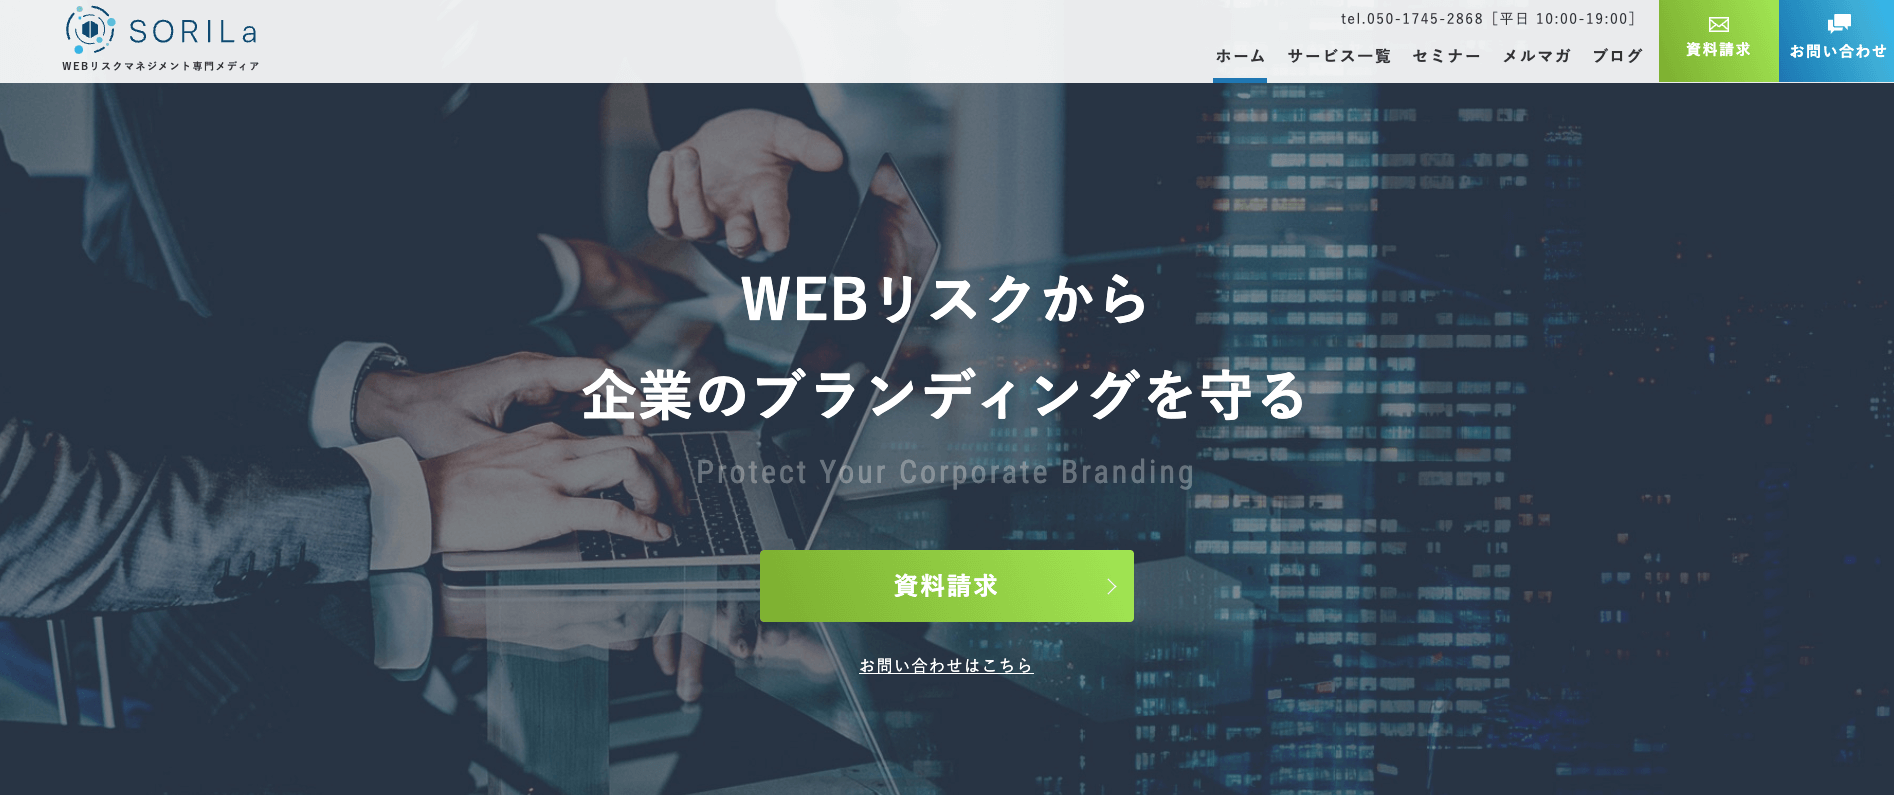 SORILa
WEBリスクマネジメント専門メディア
tel.050-1745-2868［平日 10:00-19:00］
ホーム サービス一覧 セミナー メルマガ ブログ
資料請求
お問い合わせ
WEBリスクから
企業のブランディングを守る
Protect Your Corporate Branding
資料請求
お問い合わせはこちら